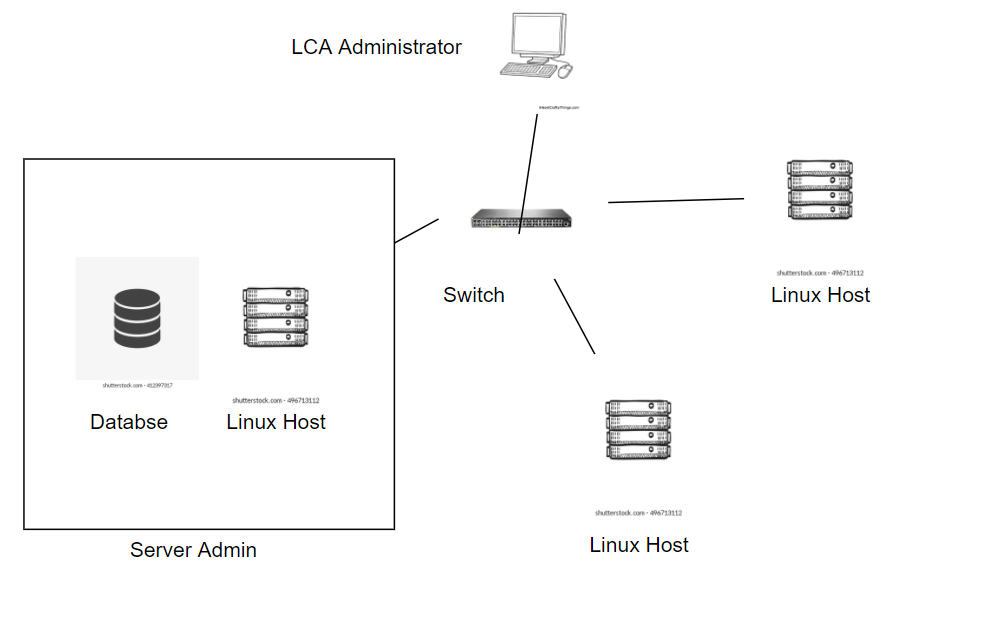 LCA Administrator
shutterstock.com · 496713112
Switch
Linux Host
shutterstock.com · 412397317
shutterstock.com · 496713112
Databse
Linux Host
shutterstock.com · 496713112
Linux Host
Server Admin